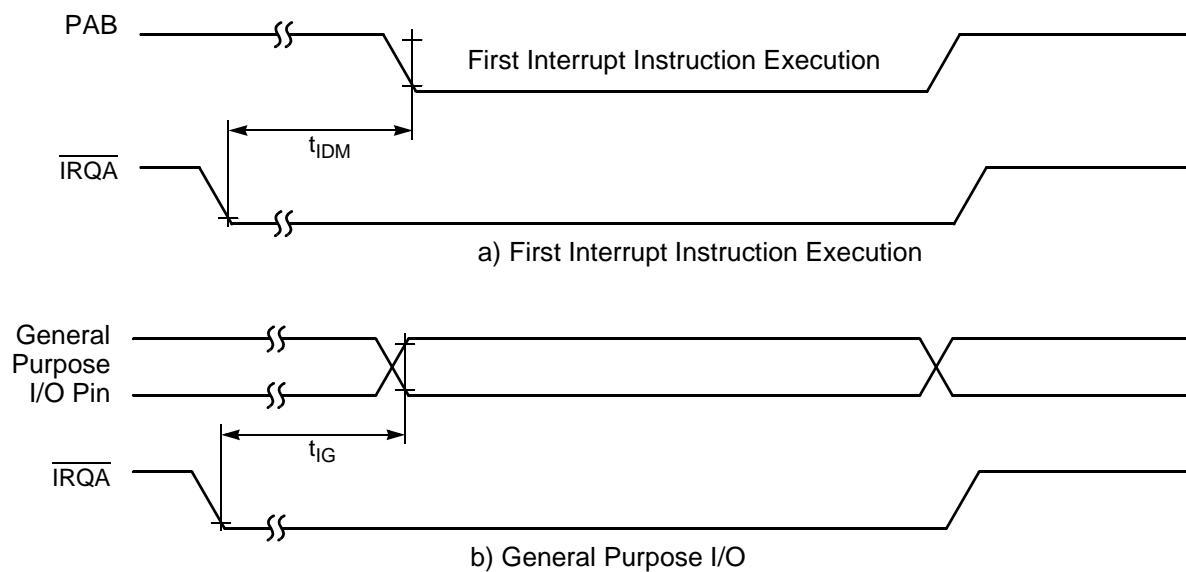 PAB
First Interrupt Instruction Execution
tIDM
IRQA
a) First Interrupt Instruction Execution
General
Purpose
I/O Pin
tIG
IRQA
b) General Purpose I/O